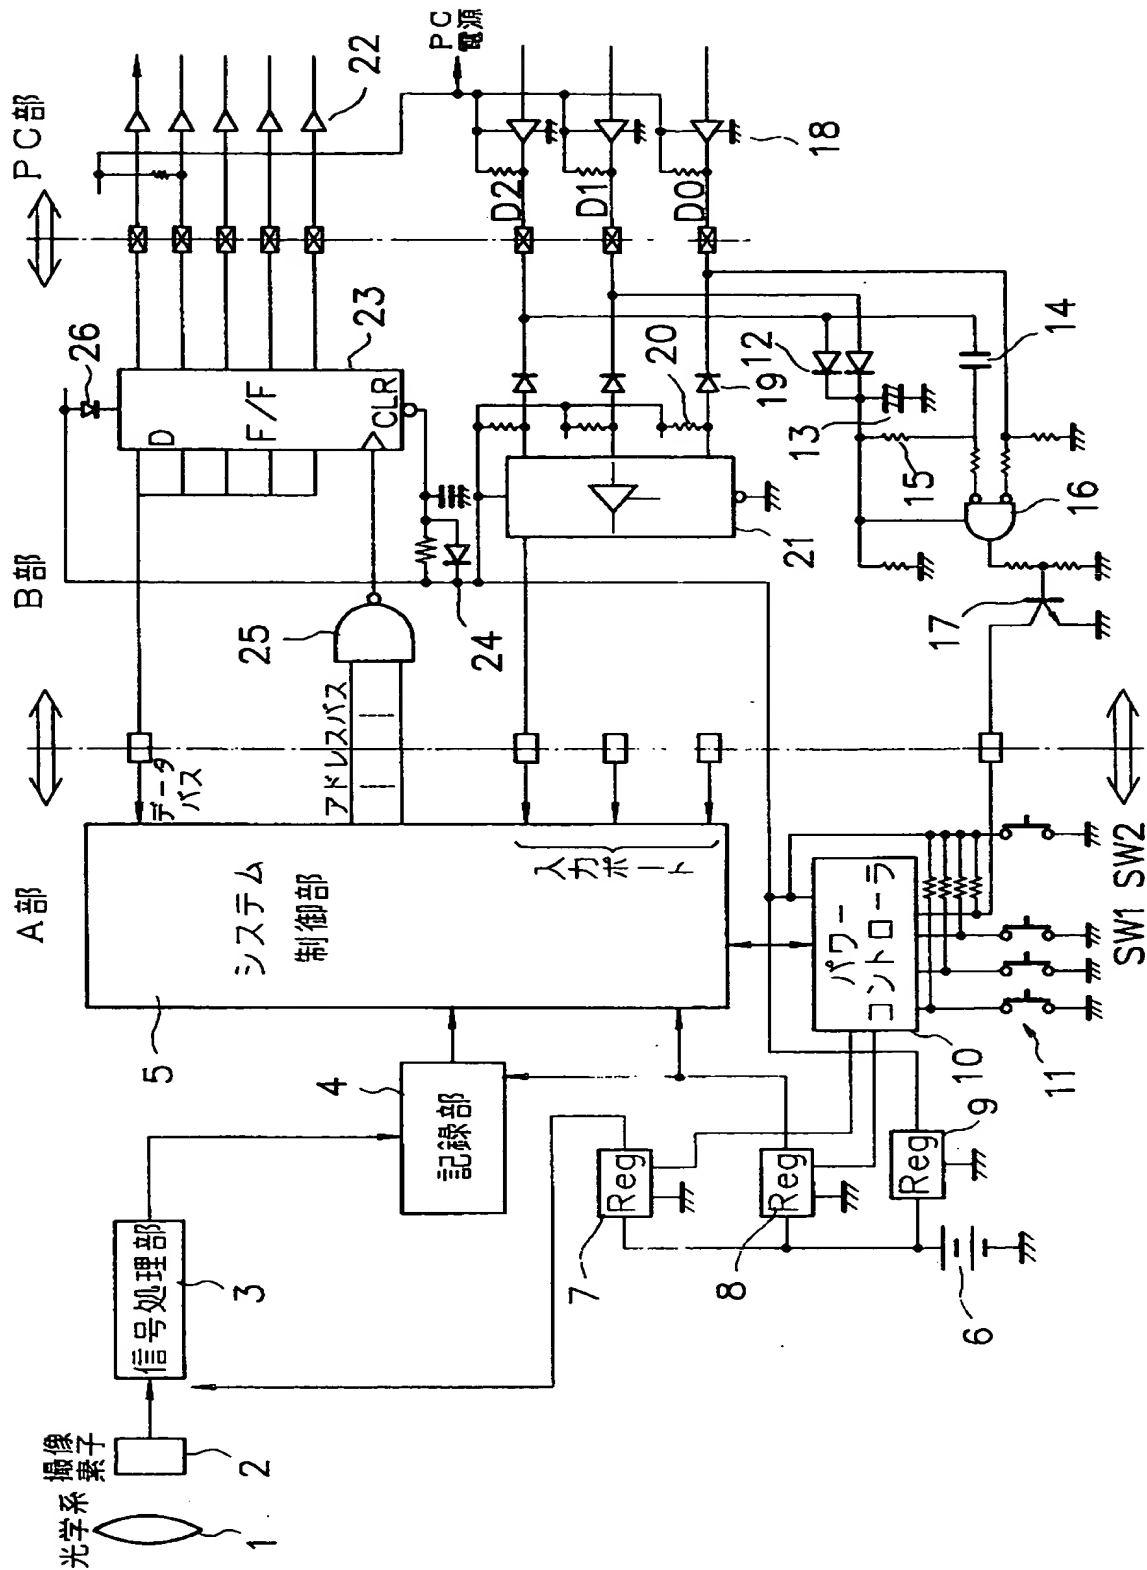 A部
B部
PC部
光学系
撮像
素子
1
2
信号処理部
3
記録部
4
5
システム
制御部
データ
バス
アドレスバス
入力ポート
25
24
D
F/F
CLR
26
23
22
PC
電源
D2
D1
D0
18
20
19
21
12
13
14
15
16
17
Reg
7
Reg
8
Reg
9
6
パワー
コントローラ
10
11
SW1
SW2